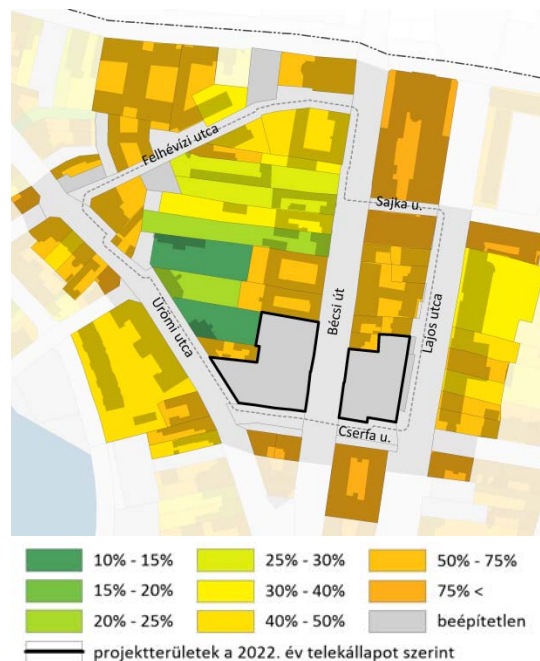 Felhévizi utca
Sajka u.
Ürömi utca
Bécsi út
Lajos utca
Cserfa u.
10% - 15%
25% - 30%
50% - 75%
15% - 20%
30% - 40%
75% <
20% - 25%
40% - 50%
beépítetlen
projektterületek a 2022. év telekállapot szerint